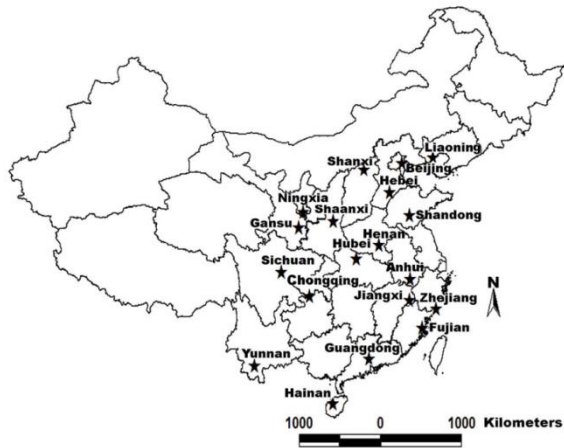 Liaoning
Shanxi
Beijing
Hebei
Ningxia
Shaanxi
Shandong
Gansu
Henan
Hubei
Sichuan
Anhui
Chongqing
Jiangxi
Zhejiang
N
Fujian
Yunnan
Guangdong
Hainan
1000 0 1000 Kilometers